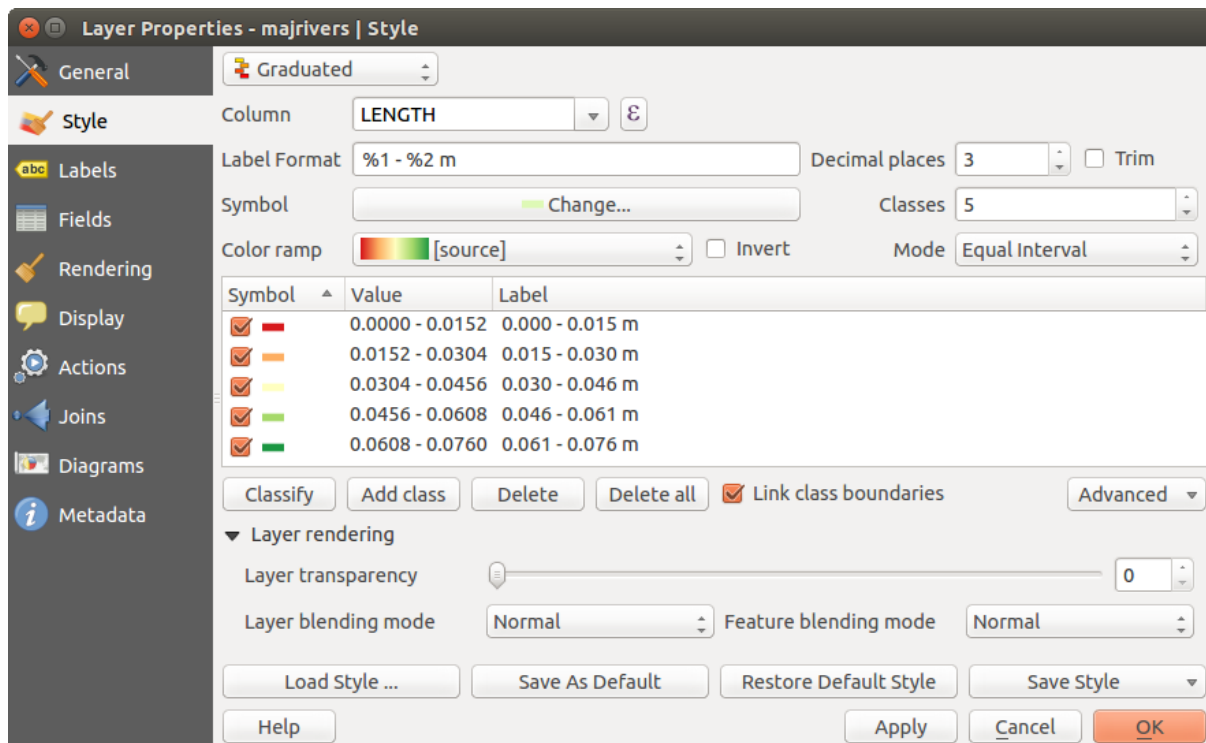 Layer Properties - majrivers | Style
General
Style
abc Labels
Fields
Rendering
Display
Actions
Joins
Diagrams
i Metadata
Graduated
Column LENGTH ε
Label Format %1 - %2 m Decimal places 3 Trim
Symbol Change... Classes 5
Color ramp [source] Invert Mode Equal Interval
Symbol Value Label
0.0000 - 0.0152 0.000 - 0.015 m
0.0152 - 0.0304 0.015 - 0.030 m
0.0304 - 0.0456 0.030 - 0.046 m
0.0456 - 0.0608 0.046 - 0.061 m
0.0608 - 0.0760 0.061 - 0.076 m
Classify Add class Delete Delete all Link class boundaries Advanced
Layer rendering
Layer transparency 0
Layer blending mode Normal Feature blending mode Normal
Load Style ... Save As Default Restore Default Style Save Style
Help Apply Cancel OK